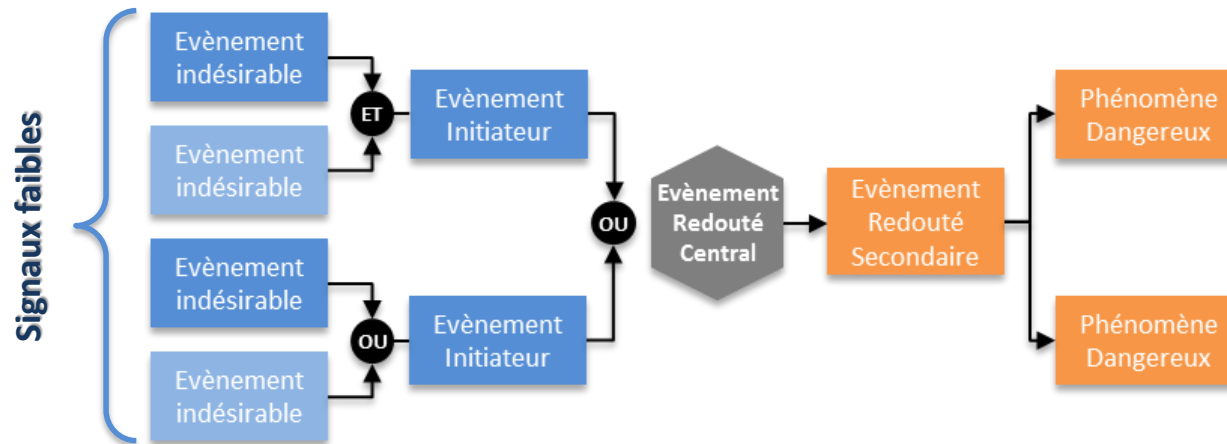 Signaux faibles
Evènement
indésirable
Evènement
indésirable
ET
Evènement
Initiateur
Evènement
indésirable
Evènement
indésirable
OU
Evènement
Initiateur
OU
Evènement
Redouté
Central
Evènement
Redouté
Secondaire
Phénomène
Dangereux
Phénomène
Dangereux